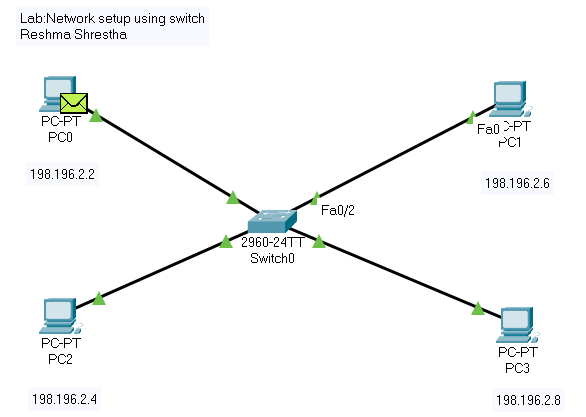 Lab:Network setup using switch
Reshma Shrestha
PC-PT
PC0
198.196.2.2
Fa0
C-PT
PC1
198.196.2.6
Fa0/2
2960-24TT
Switch0
PC-PT
PC2
198.196.2.4
PC-PT
PC3
198.196.2.8